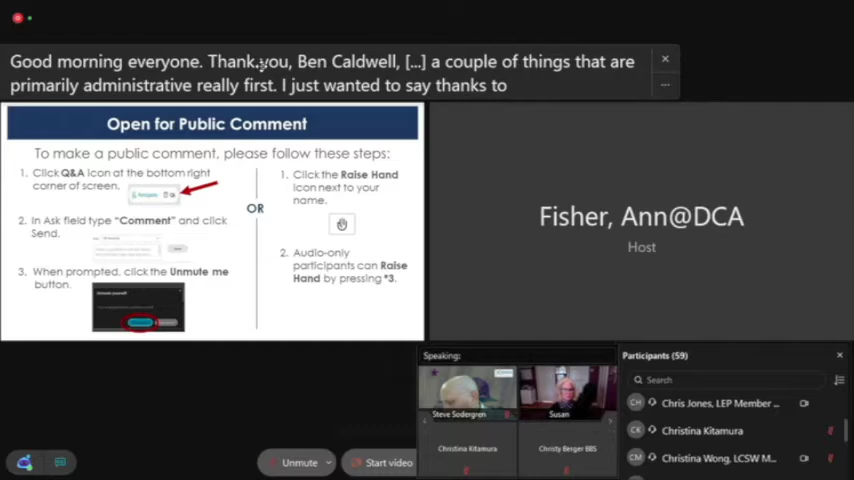 Good morning everyone. Thank you, Ben Caldwell, [...] a couple of things that are
primarily administrative really first. I just wanted to say thanks to
Open for Public Comment
To make a public comment, please follow these steps:
1. Click Q&A icon at the bottom right
corner of screen.
2. In Ask field type "Comment" and click
Send.
3. When prompted, click the Unmute me
button.
OR
1. Click the Raise Hand
icon next to your
name.
2. Audio-only
participants can Raise
Hand by pressing *3.
Fisher, Ann@DCA
Host
Speaking:
Steve Sodergren
Susan
Christina Kitamura
Christy Berger BBS
Participants (59)
Search
CH Chris Jones, LEP Member ...
CK Christina Kitamura
CM Christina Wong, LCSW M...
Unmute
Start video